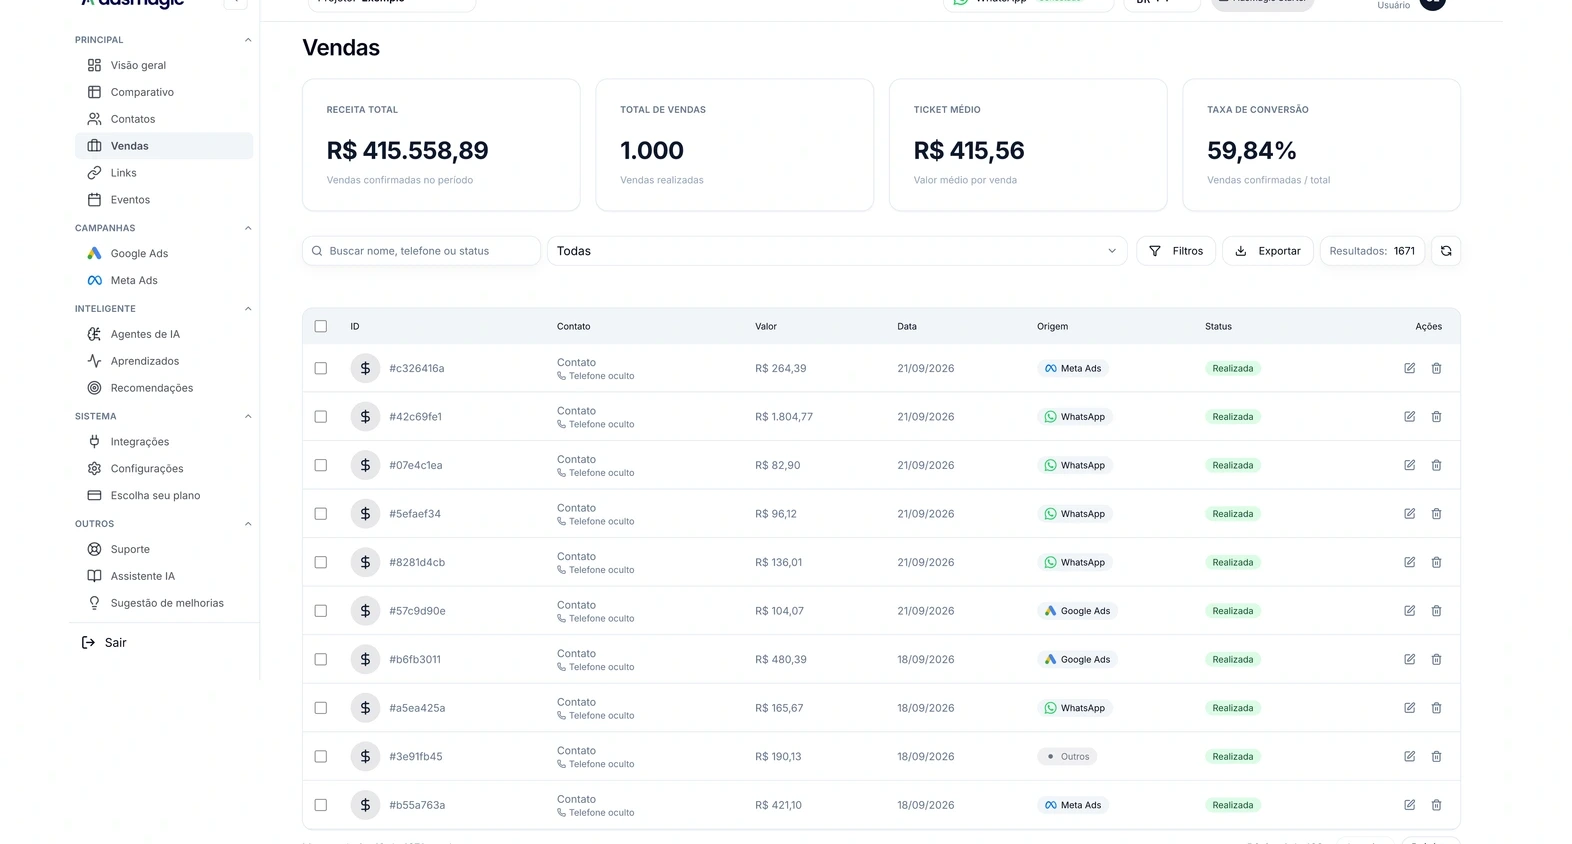 PRINCIPAL
Visão geral
Comparativo
Contatos
Vendas
Links
Eventos
CAMPANHAS
Google Ads
Meta Ads
INTELIGENTE
Agentes de IA
Aprendizados
Recomendações
SISTEMA
Integrações
Configurações
Escolha seu plano
OUTROS
Suporte
Assistente IA
Sugestão de melhorias
Sair
Usuário
Vendas
RECEITA TOTAL
R$ 415.558,89
Vendas confirmadas no período
TOTAL DE VENDAS
1.000
Vendas realizadas
TICKET MÉDIO
R$ 415,56
Valor médio por venda
TAXA DE CONVERSÃO
59,84%
Vendas confirmadas / total
Buscar nome, telefone ou status
Todas
Filtros
Exportar
Resultados: 1671
ID Contato Valor Data Origem Status Ações
#c326416a Contato R$ 264,39 21/09/2026 Meta Ads Realizada
Telefone oculto
#42c69fe1 Contato R$ 1.804,77 21/09/2026 WhatsApp Realizada
Telefone oculto
#07e4c1ea Contato R$ 82,90 21/09/2026 WhatsApp Realizada
Telefone oculto
#5efaef34 Contato R$ 96,12 21/09/2026 WhatsApp Realizada
Telefone oculto
#8281d4cb Contato R$ 136,01 21/09/2026 WhatsApp Realizada
Telefone oculto
#57c9d90e Contato R$ 104,07 21/09/2026 Google Ads Realizada
Telefone oculto
#b6fb3011 Contato R$ 480,39 18/09/2026 Google Ads Realizada
Telefone oculto
#a5ea425a Contato R$ 165,67 18/09/2026 WhatsApp Realizada
Telefone oculto
#3e91fb45 Contato R$ 190,13 18/09/2026 Outros Realizada
Telefone oculto
#b55a763a Contato R$ 421,10 18/09/2026 Meta Ads Realizada
Telefone oculto